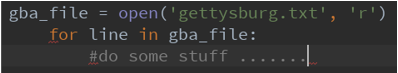 gba_file = open('gettysburg.txt', 'r')
    for line in gba_file:
        #do some stuff .......